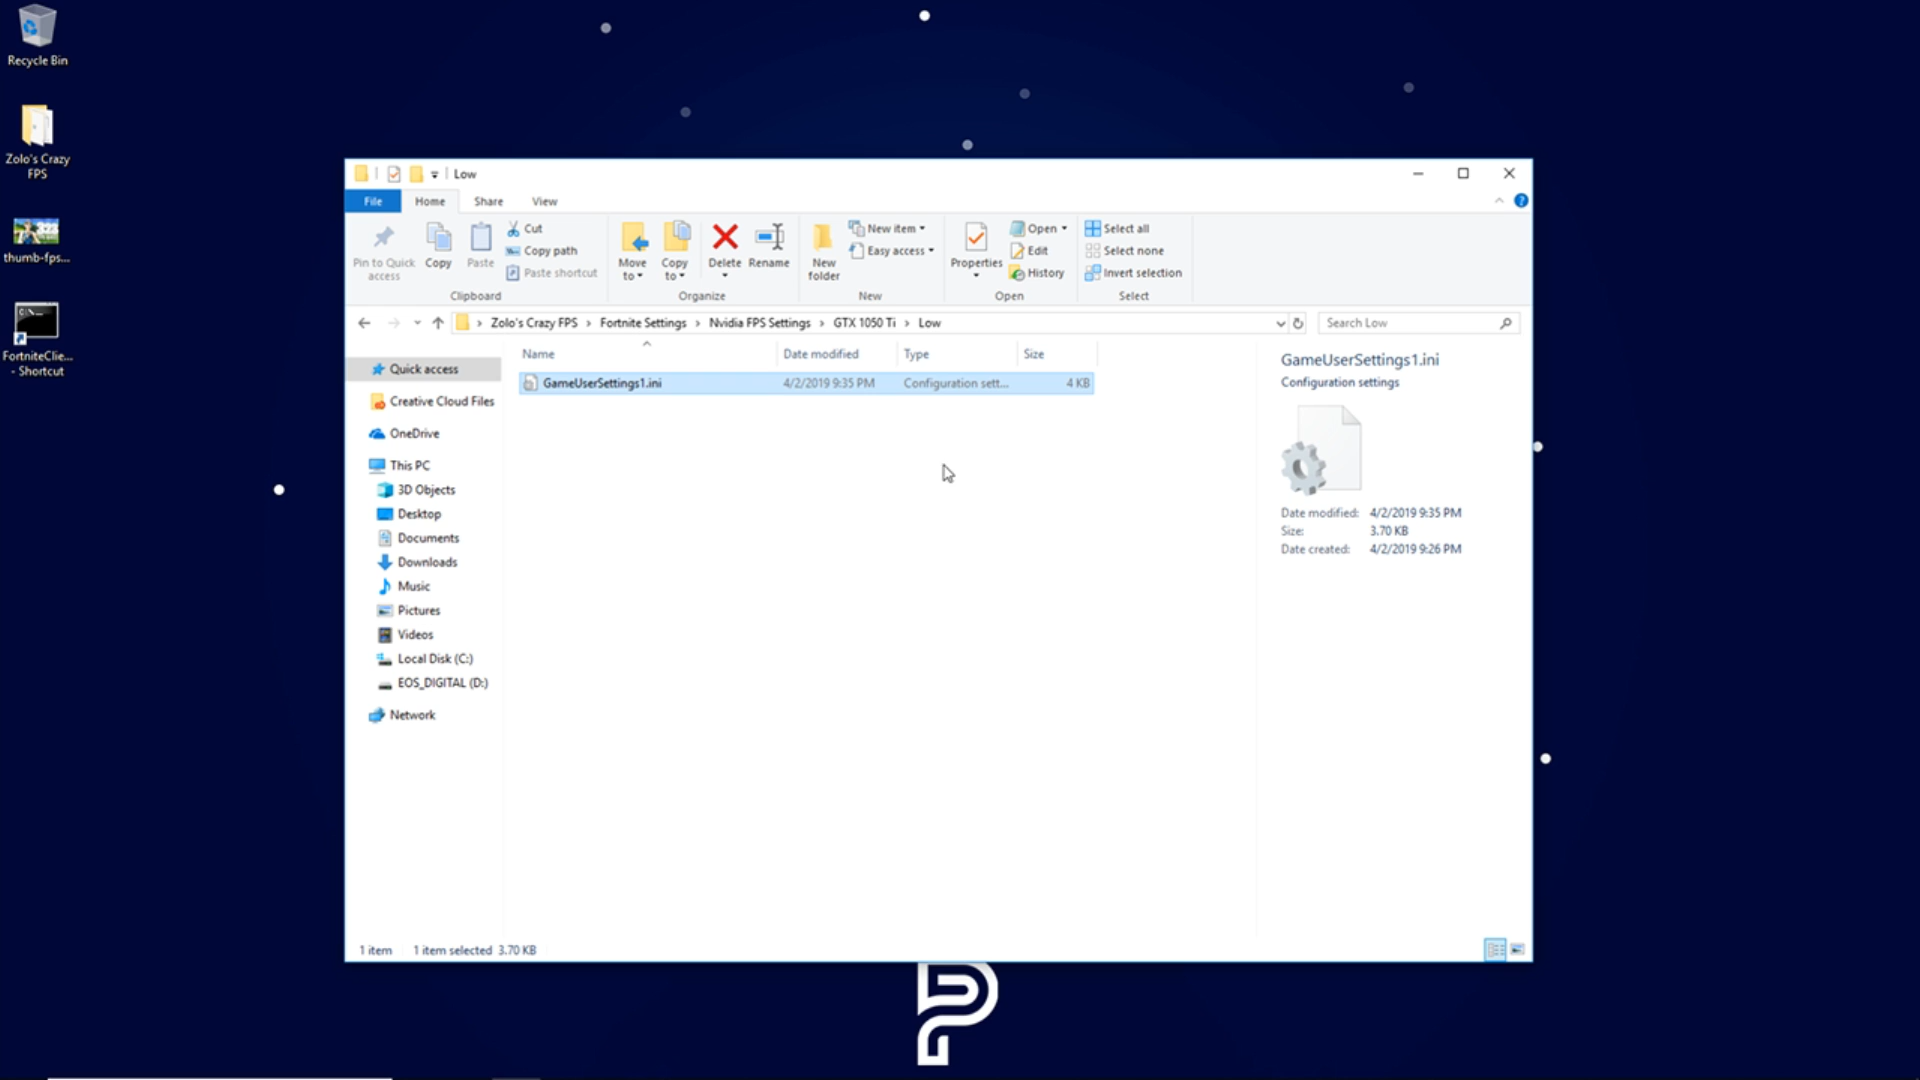 Recycle Bin
Zolo's Crazy
FPS
thumb-fps...
FortniteClie...
- Shortcut
Low
File
Home
Share
View
Pin to Quick
access
Copy
Paste
Cut
Copy path
Paste shortcut
Clipboard
Move
to
Copy
to
Delete
Rename
Organize
New
folder
New item
Easy access
New
Properties
Open
Edit
History
Open
Select all
Select none
Invert selection
Select
Zolo's Crazy FPS > Fortnite Settings > Nvidia FPS Settings > GTX 1050 Ti > Low
Search Low
Name
Date modified
Type
Size
GameUserSettings1.ini
4/2/2019 9:35 PM
Configuration sett...
4 KB
Quick access
Creative Cloud Files
OneDrive
This PC
3D Objects
Desktop
Documents
Downloads
Music
Pictures
Videos
Local Disk (C:)
EOS_DIGITAL (D:)
Network
GameUserSettings1.ini
Configuration settings
Date modified: 4/2/2019 9:35 PM
Size: 3.70 KB
Date created: 4/2/2019 9:26 PM
1 item
1 item selected 3.70 KB